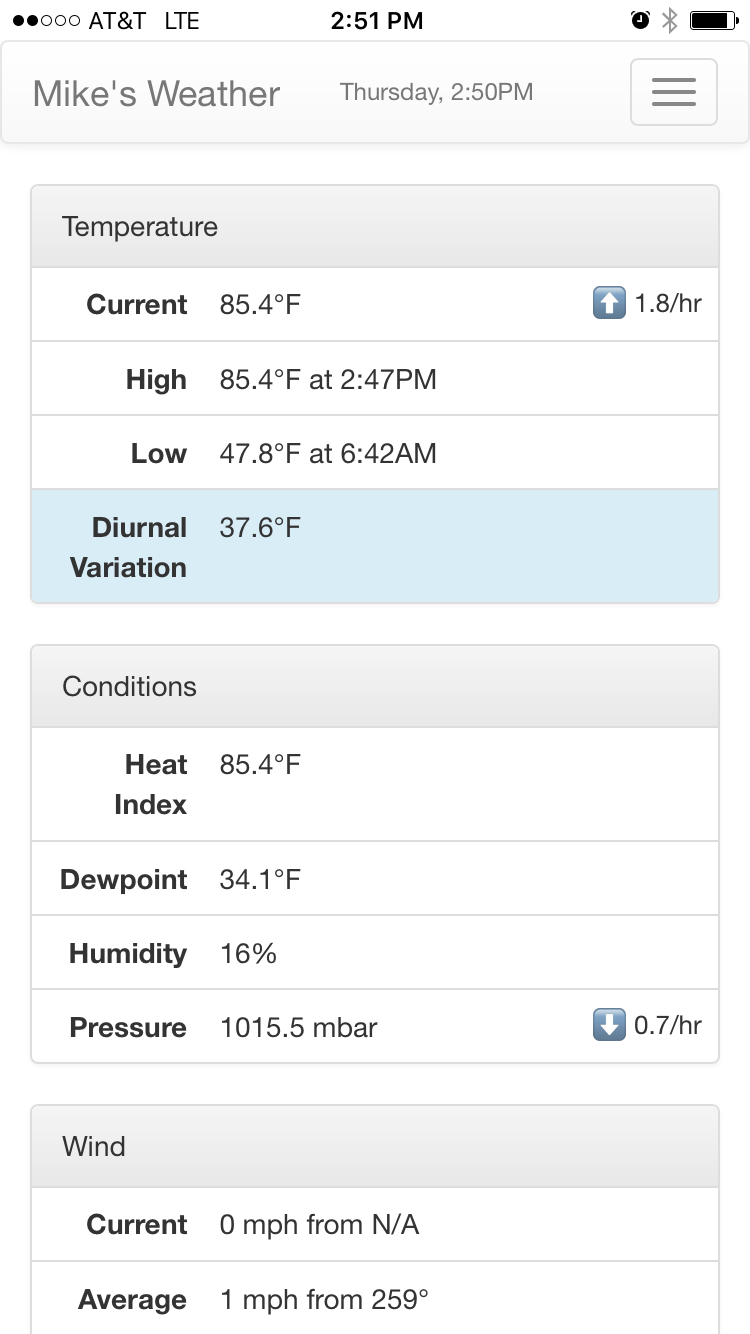 AT&T LTE 2:51 PM
Mike's Weather Thursday, 2:50PM
Temperature
Current 85.4°F 1.8/hr
High 85.4°F at 2:47PM
Low 47.8°F at 6:42AM
Diurnal 37.6°F
Variation
Conditions
Heat 85.4°F
Index
Dewpoint 34.1°F
Humidity 16%
Pressure 1015.5 mbar 0.7/hr
Wind
Current 0 mph from N/A
Average 1 mph from 259°